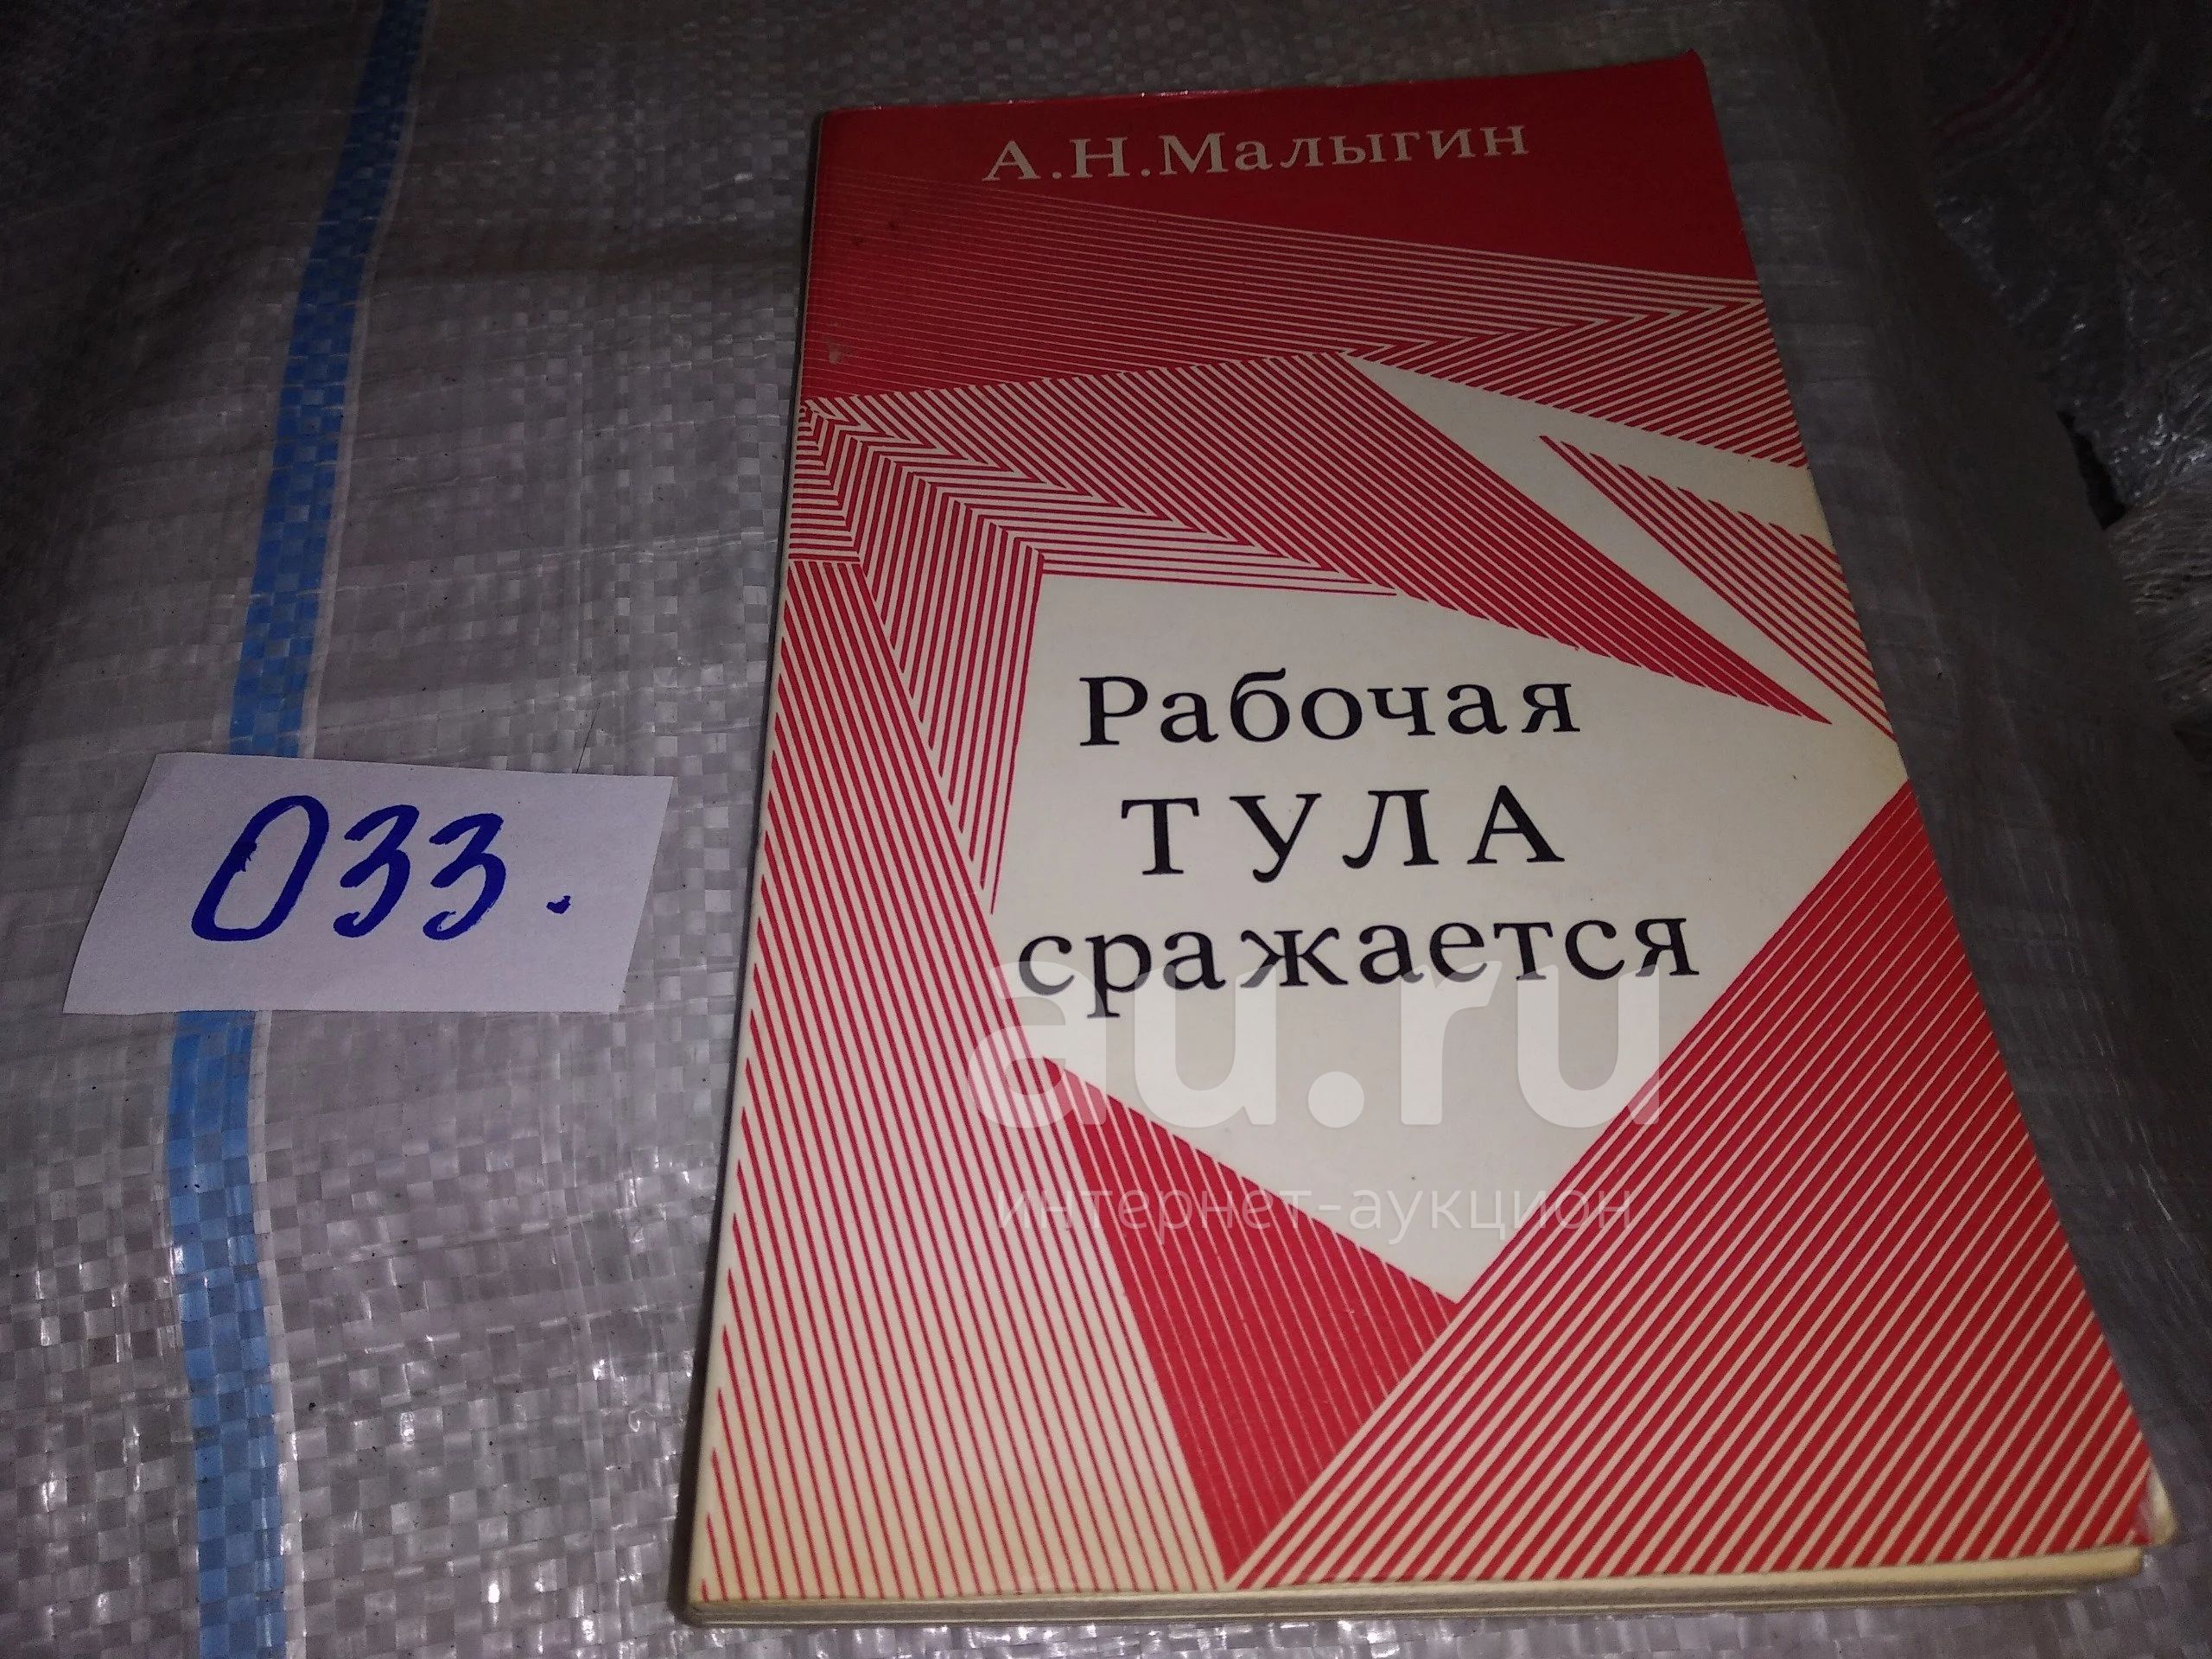 А.Н.Малыгин
Рабочая
ТУЛА
сражается
033.
au.ru
интернет-аукцион